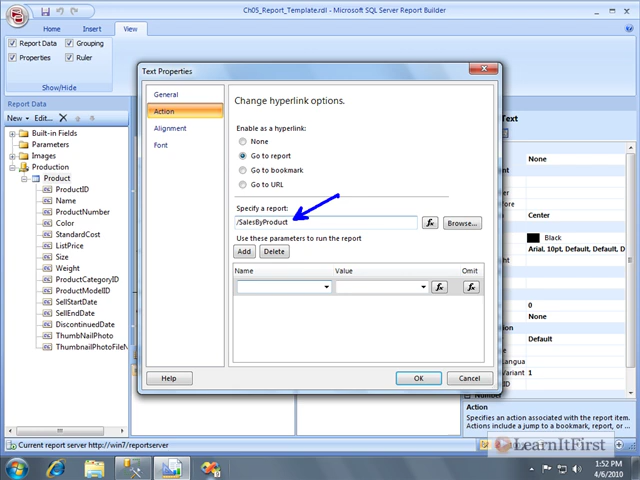 Ch05_Report_Template.rdl - Microsoft SQL Server Report Builder
Home Insert View
Report Data Grouping
Properties Ruler
Show/Hide
Report Data
New Edit...
Built-in Fields
Parameters
Images
Production
Product
ProductID
Name
ProductNumber
Color
StandardCost
ListPrice
Size
Weight
ProductCategoryID
ProductModelID
SellStartDate
SellEndDate
DiscontinuedDate
ThumbNailPhoto
ThumbnailPhotoFileN
Text Properties
General
Action
Alignment
Font
Change hyperlink options.
Enable as a hyperlink:
None
Go to report
Go to bookmark
Go to URL
Specify a report:
/SalesByProduct
fx Browse...
Use these parameters to run the report
Add Delete
Name Value Omit
fx fx
Help OK Cancel
Text
None
Center
Black
Arial, 10pt, Default, Default, D
0
None
Default
1
Action
Specifies an action associated with the report item.
Actions include a jump to a bookmark, report, or...
Current report server http://win7/reportserver
LearnItFirst
1:52 PM
4/6/2010